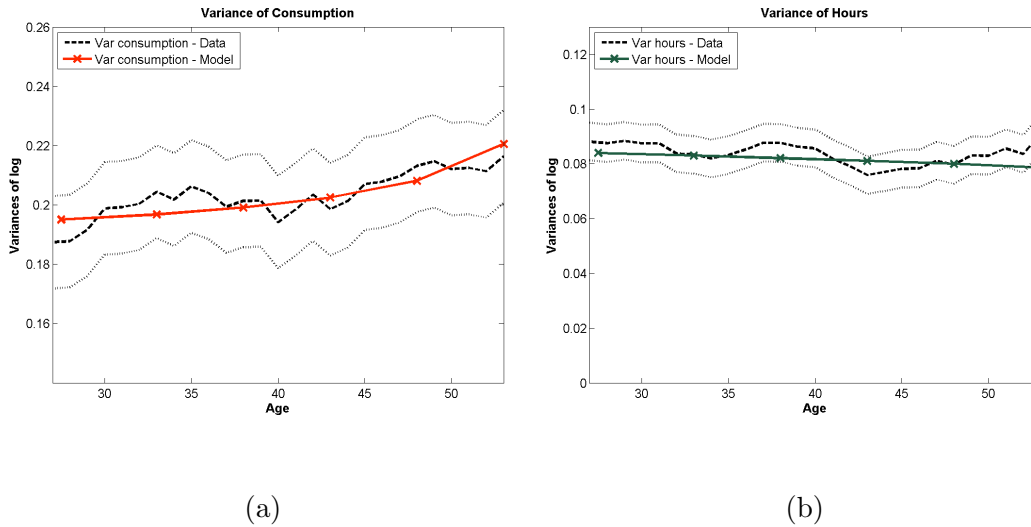 Variance of Consumption
0.26
Var consumption - Data
Var consumption - Model
0.24
0.22
0.2
0.18
0.16
Variances of log
30 35 40 45 50
Age
(a)
Variance of Hours
Var hours - Data
Var hours - Model
0.12
0.1
0.08
0.06
0.04
0.02
0
Variances of log
30 35 40 45 50
Age
(b)